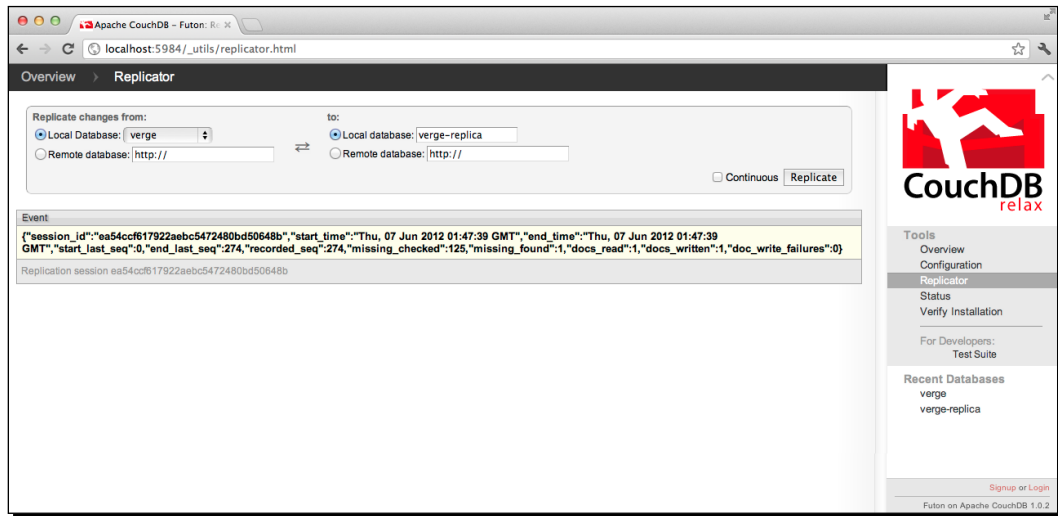 Apache CouchDB – Futon: Re
localhost:5984/_utils/replicator.html
Overview Replicator
Replicate changes from:
Local Database: verge
Remote database: http://
to:
Local database: verge-replica
Remote database: http://
Continuous Replicate
Event
{"session_id":"ea54ccf617922aebc5472480bd50648b","start_time":"Thu, 07 Jun 2012 01:47:39 GMT","end_time":"Thu, 07 Jun 2012 01:47:39
GMT","start_last_seq":0,"end_last_seq":274,"recorded_seq":274,"missing_checked":125,"missing_found":1,"docs_read":1,"docs_written":1,"doc_write_failures":0}
Replication session ea54ccf617922aebc5472480bd50648b
CouchDB
relax
Tools
Overview
Configuration
Replicator
Status
Verify Installation
For Developers:
Test Suite
Recent Databases
verge
verge-replica
Signup or Login
Futon on Apache CouchDB 1.0.2